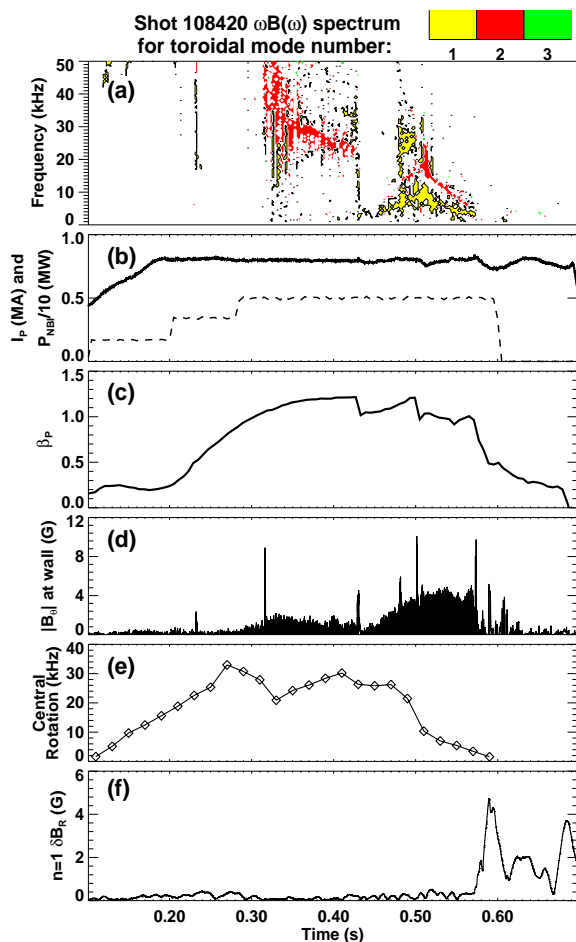 Shot 108420 ωB(ω) spectrum
for toroidal mode number:
1 2 3
(a)
Frequency (kHz)
50
40
30
20
10
0
(b)
I_P (MA) and
P_NBI/10 (MW)
1.0
0.5
0.0
(c)
β_P
1.5
1.0
0.5
0.0
(d)
|B_θ| at wall (G)
12
8
4
0
(e)
Central
Rotation (kHz)
40
30
20
10
0
(f)
n=1 δB_R (G)
6
4
2
0
0.20 0.30 0.40 0.50 0.60
Time (s)